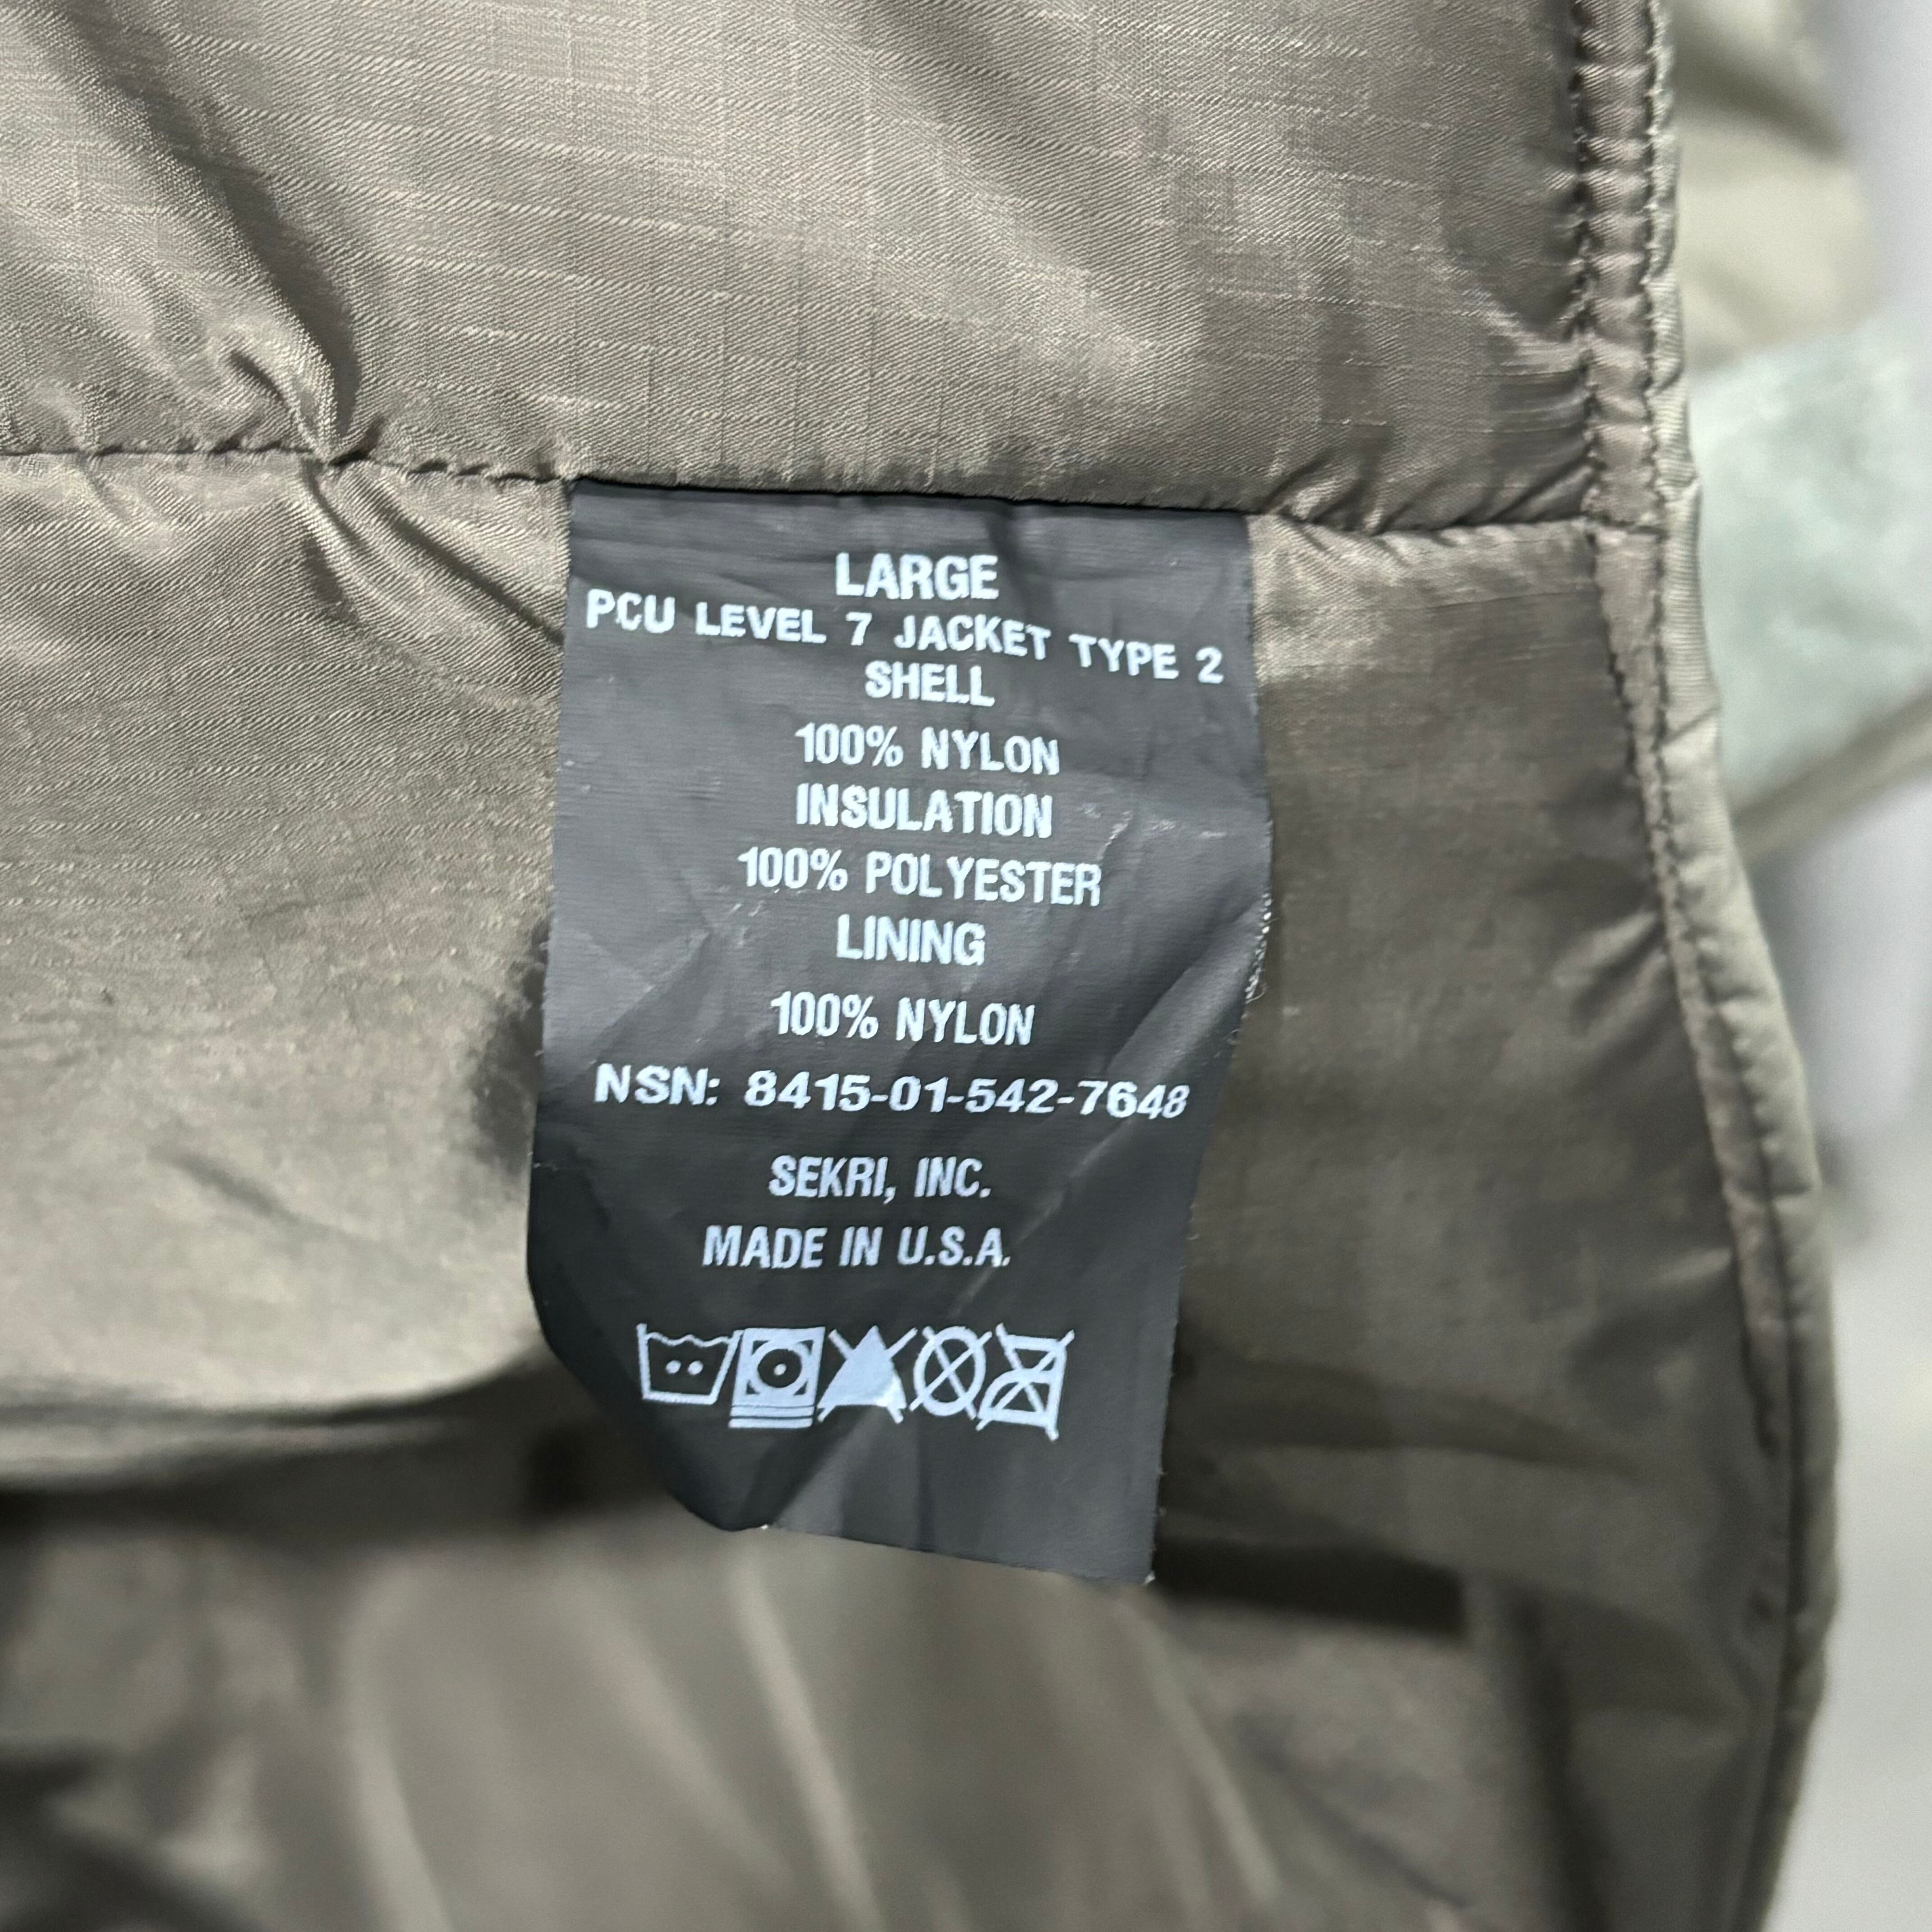 LARGE
PCU LEVEL 7 JACKET TYPE 2
SHELL
100% NYLON
INSULATION
100% POLYESTER
LINING
100% NYLON
NSN: 8415-01-542-7648
SEKRI, INC.
MADE IN U.S.A.